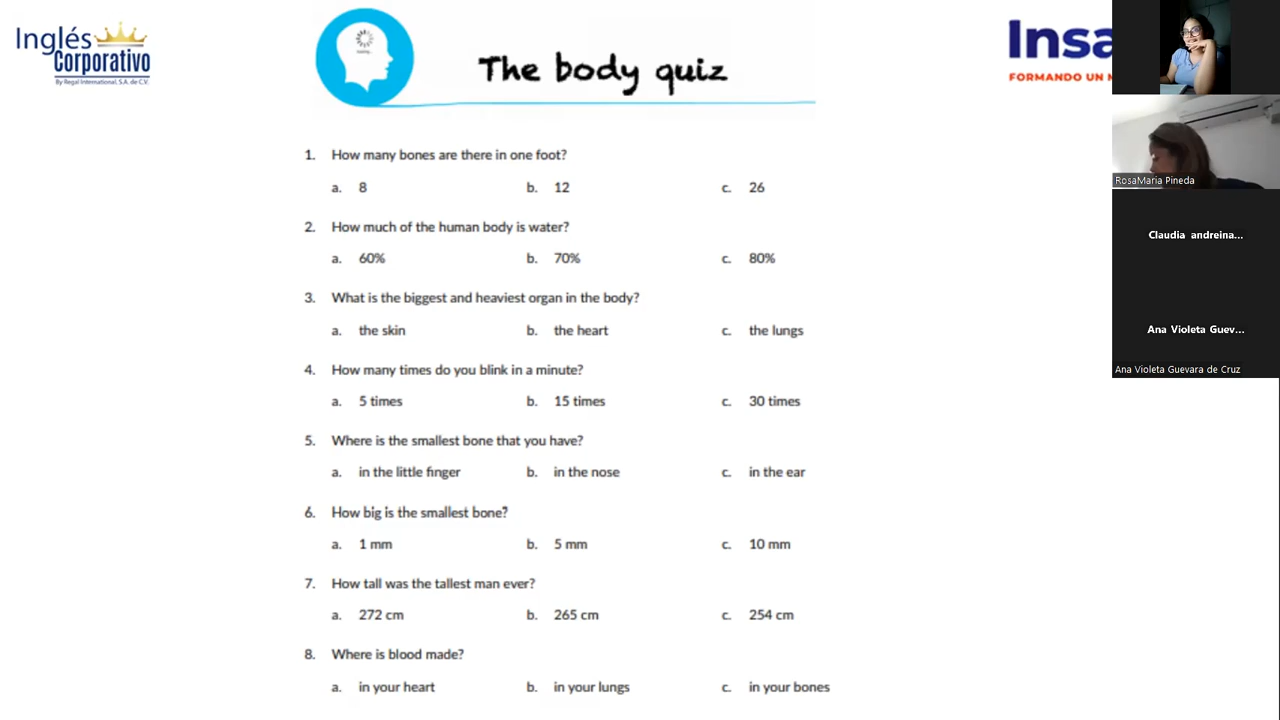 Inglés
Corporativo
By Regal International, S.A. de C.V.
The body quiz
Insa
FORMANDO UN
RosaMaria Pineda
Claudia andreina...
Ana Violeta Guev...
Ana Violeta Guevara de Cruz
1. How many bones are there in one foot?
a. 8 b. 12 c. 26
2. How much of the human body is water?
a. 60% b. 70% c. 80%
3. What is the biggest and heaviest organ in the body?
a. the skin b. the heart c. the lungs
4. How many times do you blink in a minute?
a. 5 times b. 15 times c. 30 times
5. Where is the smallest bone that you have?
a. in the little finger b. in the nose c. in the ear
6. How big is the smallest bone?
a. 1 mm b. 5 mm c. 10 mm
7. How tall was the tallest man ever?
a. 272 cm b. 265 cm c. 254 cm
8. Where is blood made?
a. in your heart b. in your lungs c. in your bones